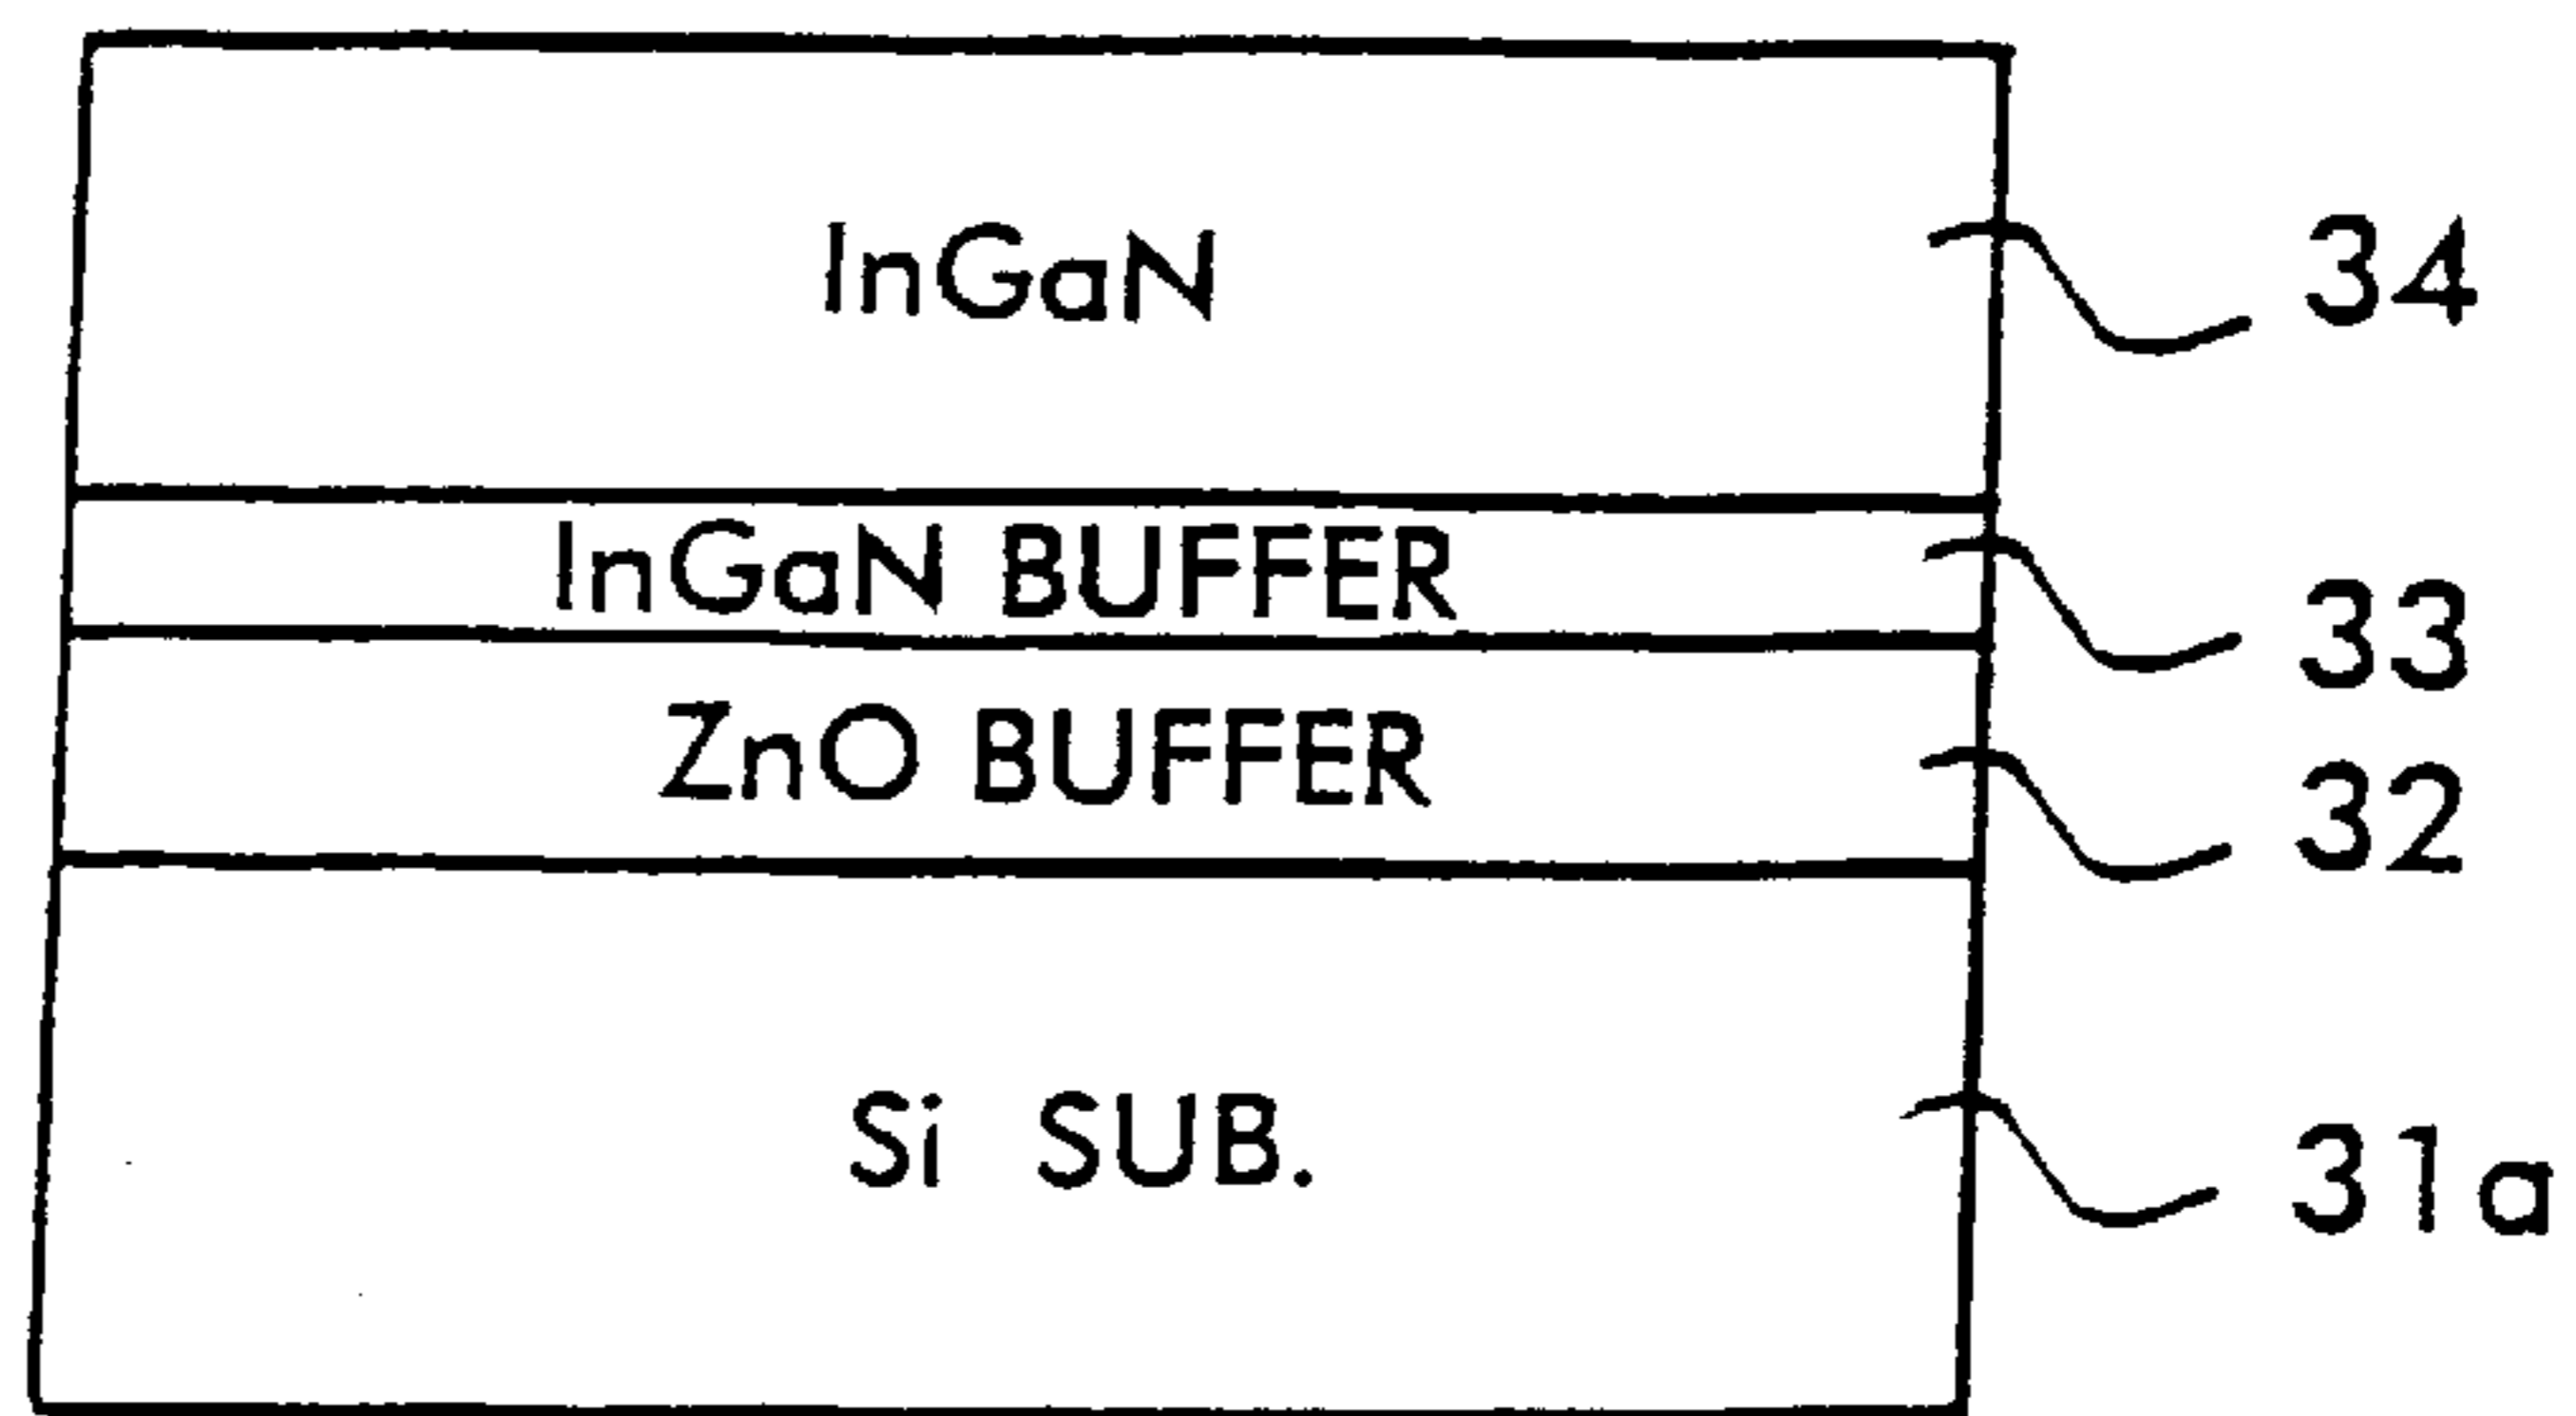 InGaN 34
InGaN BUFFER 33
ZnO BUFFER 32
Si SUB. 31a